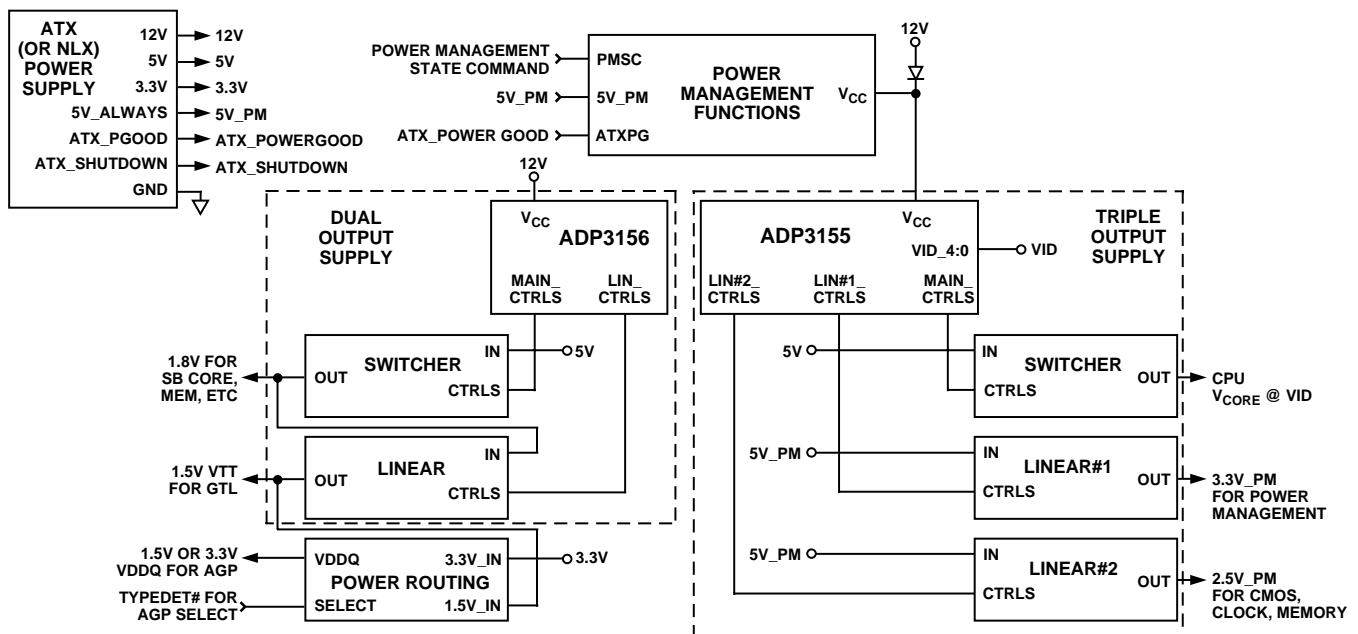 ATX
(OR NLX)
POWER
SUPPLY
12V
5V
3.3V
5V_ALWAYS
ATX_PGOOD
ATX_SHUTDOWN
GND
12V
5V
3.3V
5V_PM
ATX_POWERGOOD
ATX_SHUTDOWN
POWER MANAGEMENT
STATE COMMAND
5V_PM
ATX_POWER GOOD
PMSC
5V_PM
ATXPG
POWER
MANAGEMENT
FUNCTIONS
VCC
12V
12V
DUAL
OUTPUT
SUPPLY
VCC
ADP3156
MAIN_
CTRLS
LIN_
CTRLS
SWITCHER
IN
OUT
CTRLS
5V
1.8V FOR
SB CORE,
MEM, ETC
LINEAR
IN
OUT
CTRLS
1.5V VTT
FOR GTL
1.5V OR 3.3V
VDDQ FOR AGP
TYPEDET# FOR
AGP SELECT
VDDQ
3.3V_IN
POWER ROUTING
SELECT
1.5V_IN
3.3V
ADP3155
VCC
VID_4:0
VID
TRIPLE
OUTPUT
SUPPLY
LIN#2_
CTRLS
LIN#1_
CTRLS
MAIN_
CTRLS
5V
IN
SWITCHER
OUT
CTRLS
CPU
VCORE @ VID
5V_PM
IN
LINEAR#1
OUT
CTRLS
3.3V_PM
FOR POWER
MANAGEMENT
5V_PM
IN
LINEAR#2
OUT
CTRLS
2.5V_PM
FOR CMOS,
CLOCK, MEMORY